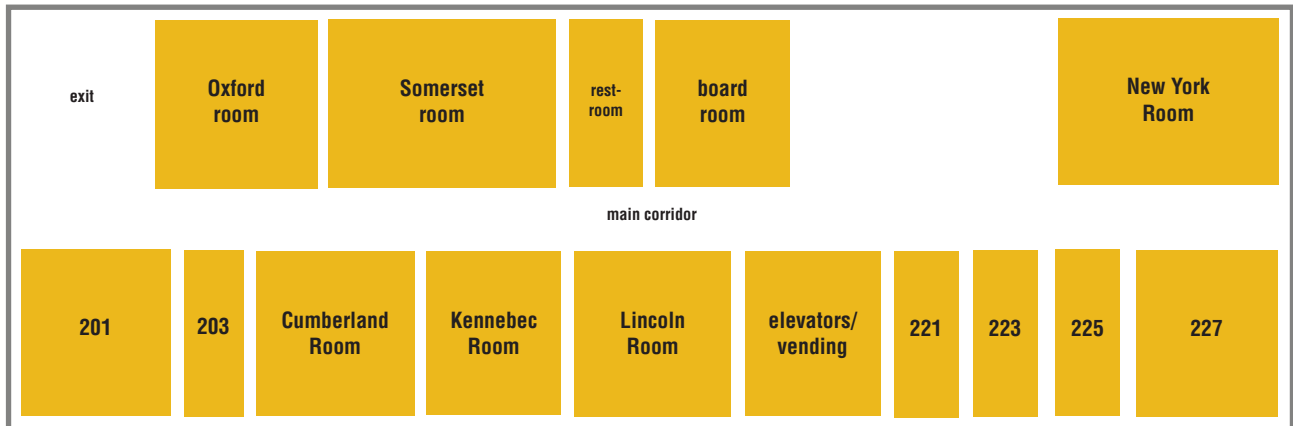 exit
Oxford
room
Somerset
room
rest-
room
board
room
New York
Room
main corridor
201
203
Cumberland
Room
Kennebec
Room
Lincoln
Room
elevators/
vending
221
223
225
227